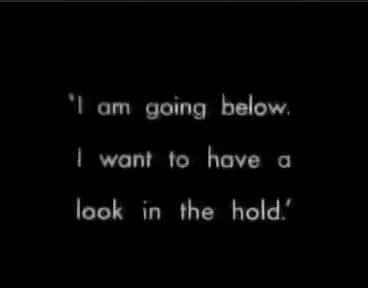 'I am going below.
I want to have a
look in the hold.'